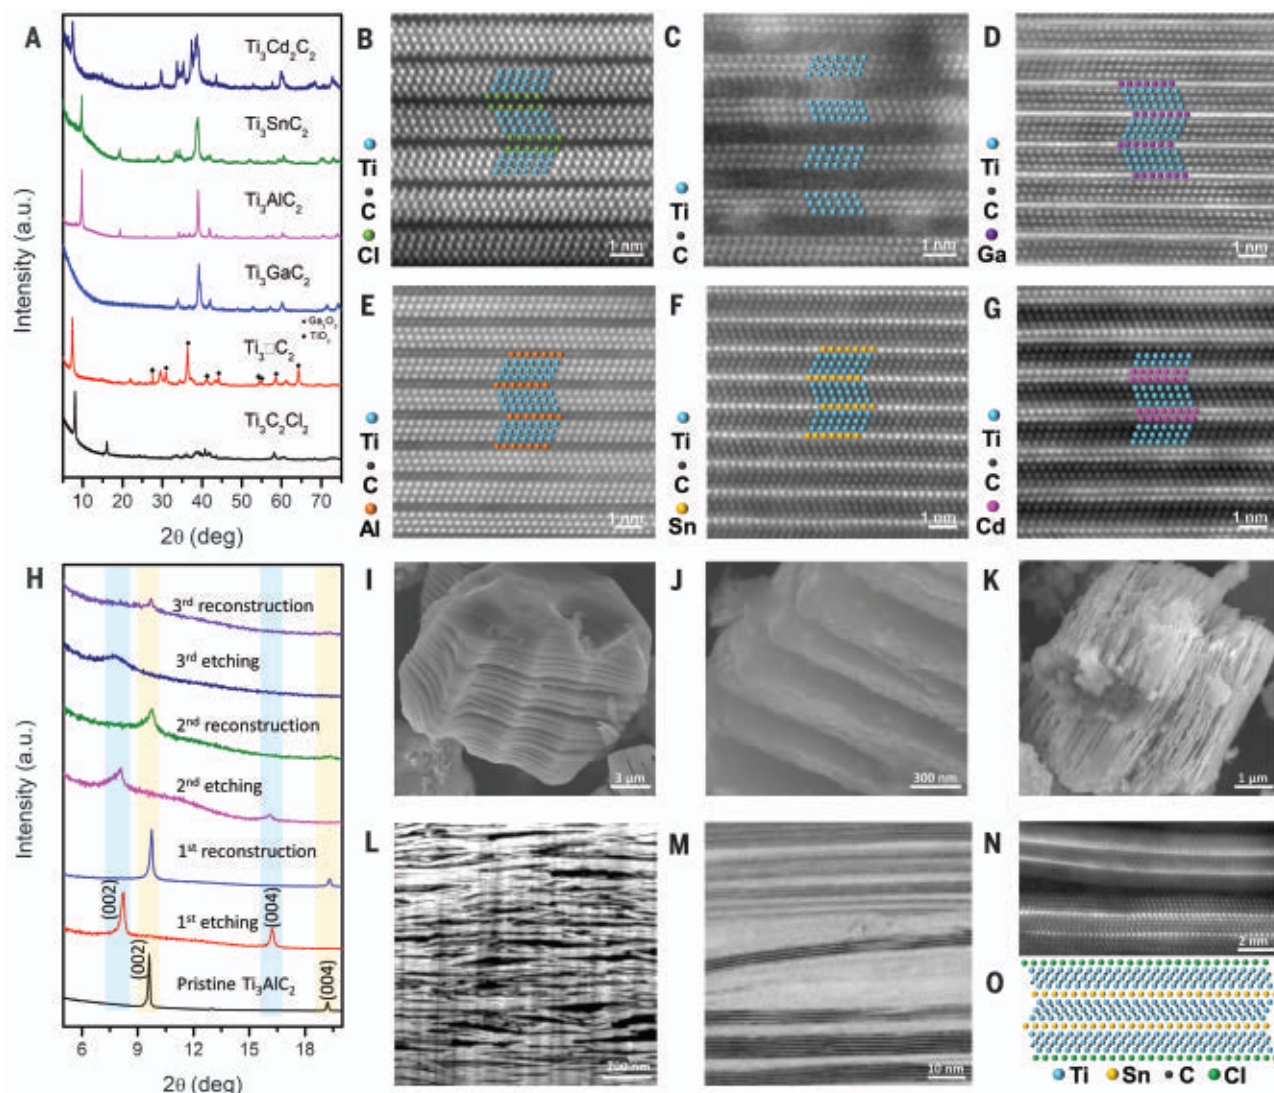 A
Ti₃Cd₂C₂
Ti₃SnC₂
Ti₃AlC₂
Ti₃GaC₂
Ti₃□C₂
Ti₃C₂Cl₂
Intensity (a.u.)
10 20 30 40 50 60 70
2θ (deg)
B
Ti
C
Cl
1 nm
C
Ti
C
1 nm
D
Ti
C
Ga
1 nm
E
Ti
C
Al
1 nm
F
Ti
C
Sn
1 nm
G
Ti
C
Cd
1 nm
H
3rd reconstruction
3rd etching
2nd reconstruction
2nd etching
1st reconstruction
(002)
(004)
1st etching
(002)
(004)
Pristine Ti₃AlC₂
Intensity (a.u.)
6 9 12 15 18
2θ (deg)
I
3 μm
J
300 nm
K
1 μm
L
200 nm
M
10 nm
N
2 nm
O
Ti Sn C Cl